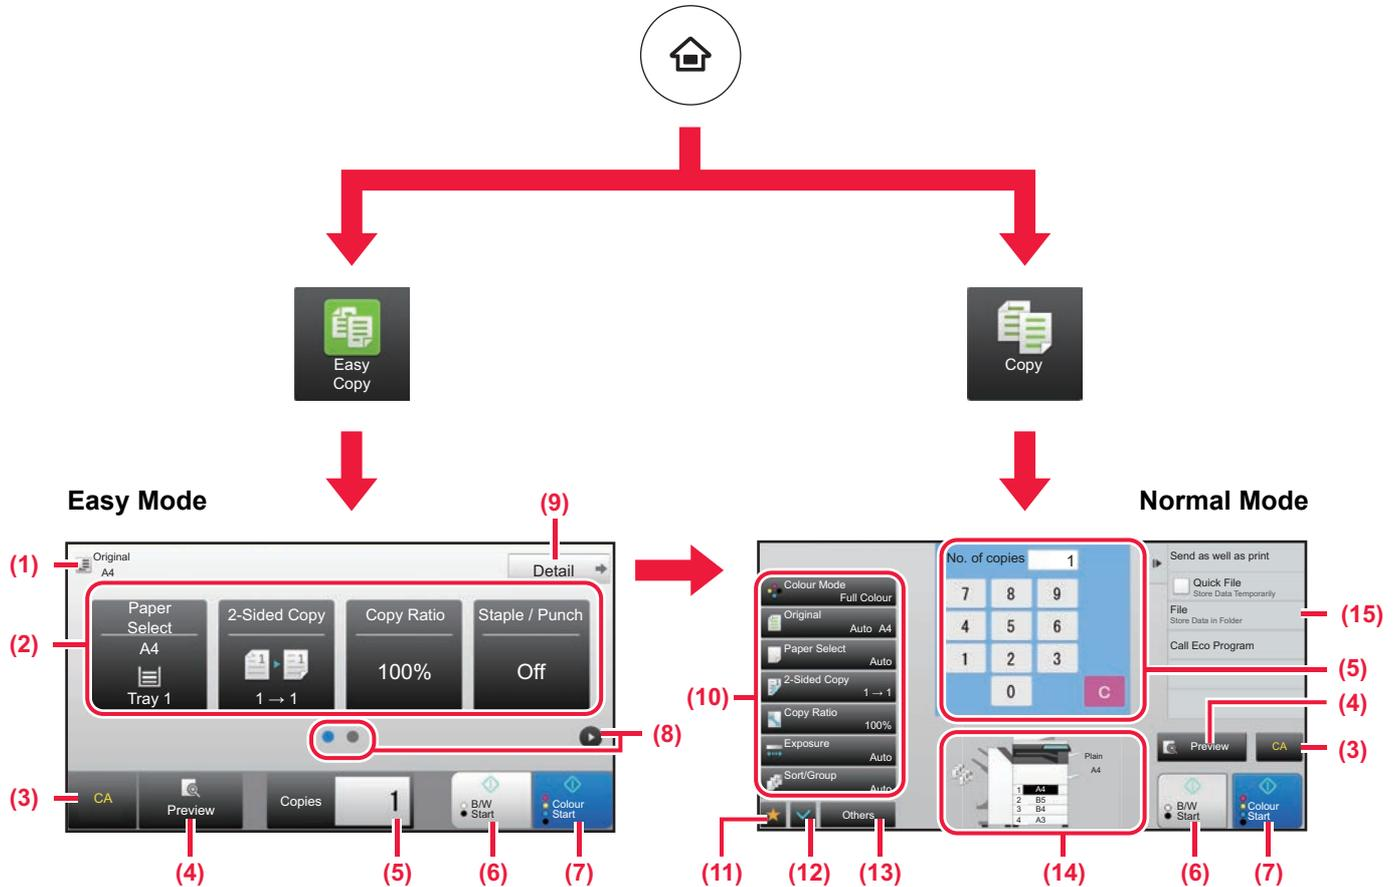 Easy
Copy
Copy
Easy Mode
Normal Mode
(9)
(1)
Original
A4
Detail
(2)
Paper
Select
A4
Tray 1
2-Sided Copy
1
1
1 → 1
Copy Ratio
100%
Staple / Punch
Off
(8)
(3)
CA
Preview
Copies
1
B/W
Start
Colour
Start
(4)
(5)
(6)
(7)
(10)
Colour Mode
Full Colour
Original
Auto A4
Paper Select
Auto
2-Sided Copy
1 → 1
Copy Ratio
100%
Exposure
Auto
Sort/Group
Auto
Others
(11)
(12)
(13)
No. of copies
1
7 8 9
4 5 6
1 2 3
0 C
Plain
A4
1 A4
2 B5
3 B4
4 A3
(14)
Send as well as print
Quick File
Store Data Temporarily
File
Store Data in Folder
Call Eco Program
(15)
(5)
(4)
Preview
CA
(3)
B/W
Start
Colour
Start
(6)
(7)